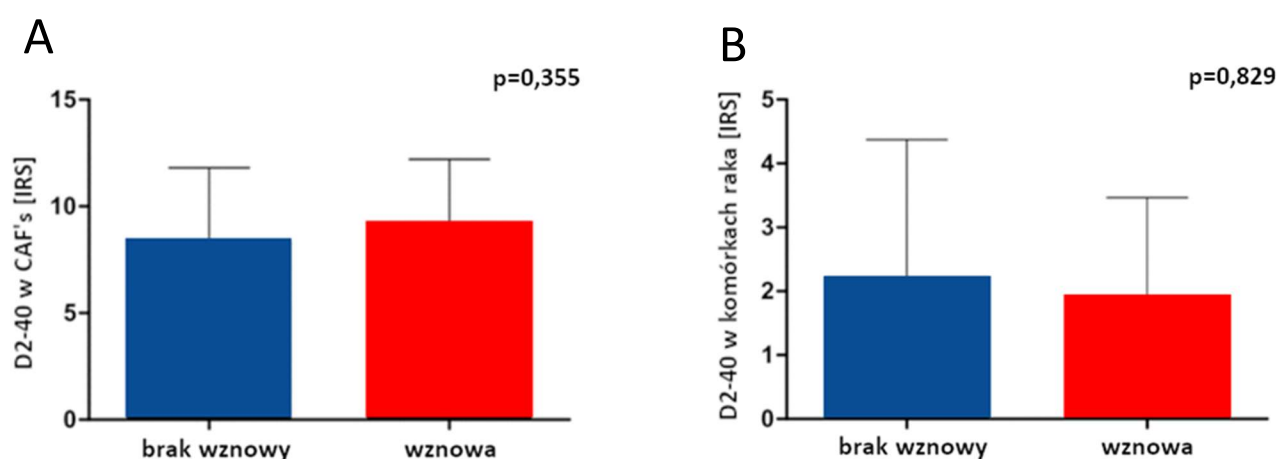 A
p=0,355
D2-40 w CAF's [IRS]
15
10
5
0
brak wznowy
wznowa
B
p=0,829
D2-40 w komórkach raka [IRS]
5
4
3
2
1
0
brak wznowy
wznowa